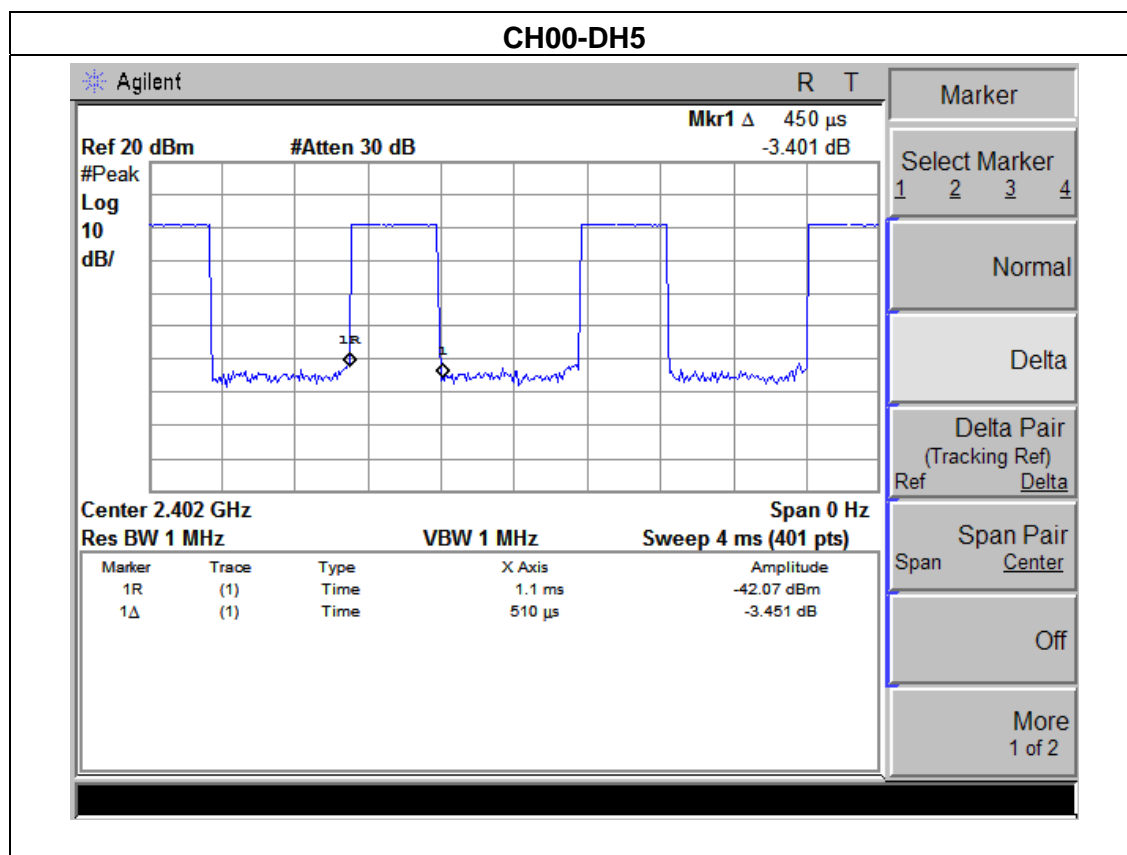 CH00-DH5
Agilent R T
Mkr1 Δ 450 µs
Ref 20 dBm #Atten 30 dB -3.401 dB
#Peak
Log
10
dB/
1R
1
Center 2.402 GHz Span 0 Hz
Res BW 1 MHz VBW 1 MHz Sweep 4 ms (401 pts)
Marker Trace Type X Axis Amplitude
1R (1) Time 1.1 ms -42.07 dBm
1Δ (1) Time 510 µs -3.451 dB
Marker
Select Marker
1 2 3 4
Normal
Delta
Delta Pair
(Tracking Ref)
Ref Delta
Span Pair
Span Center
Off
More
1 of 2